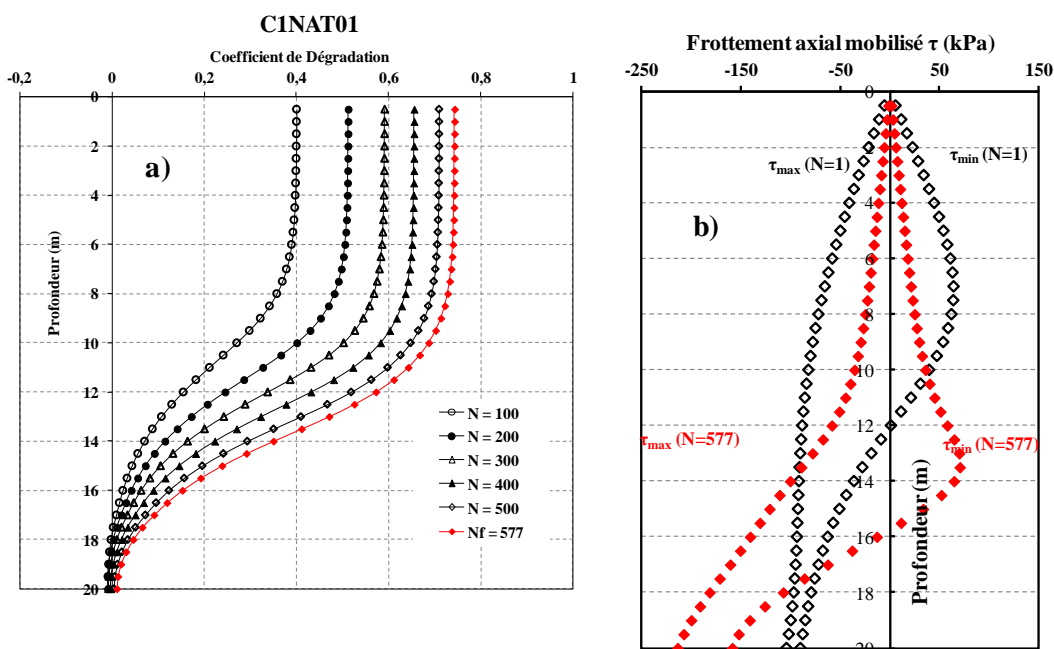 C1NAT01
Coefficient de Dégradation
-0,2 0 0,2 0,4 0,6 0,8 1
0
2
4
6
8
10
12
14
16
18
20
Profondeur (m)
a)
N = 100
N = 200
N = 300
N = 400
N = 500
Nf = 577
Frottement axial mobilisé τ (kPa)
-250 -150 -50 50 150
0
2
4
6
8
10
12
14
16
18
20
τmax (N=1)
τmin (N=1)
b)
τmax (N=577)
τmin (N=577)
Profondeur (m)